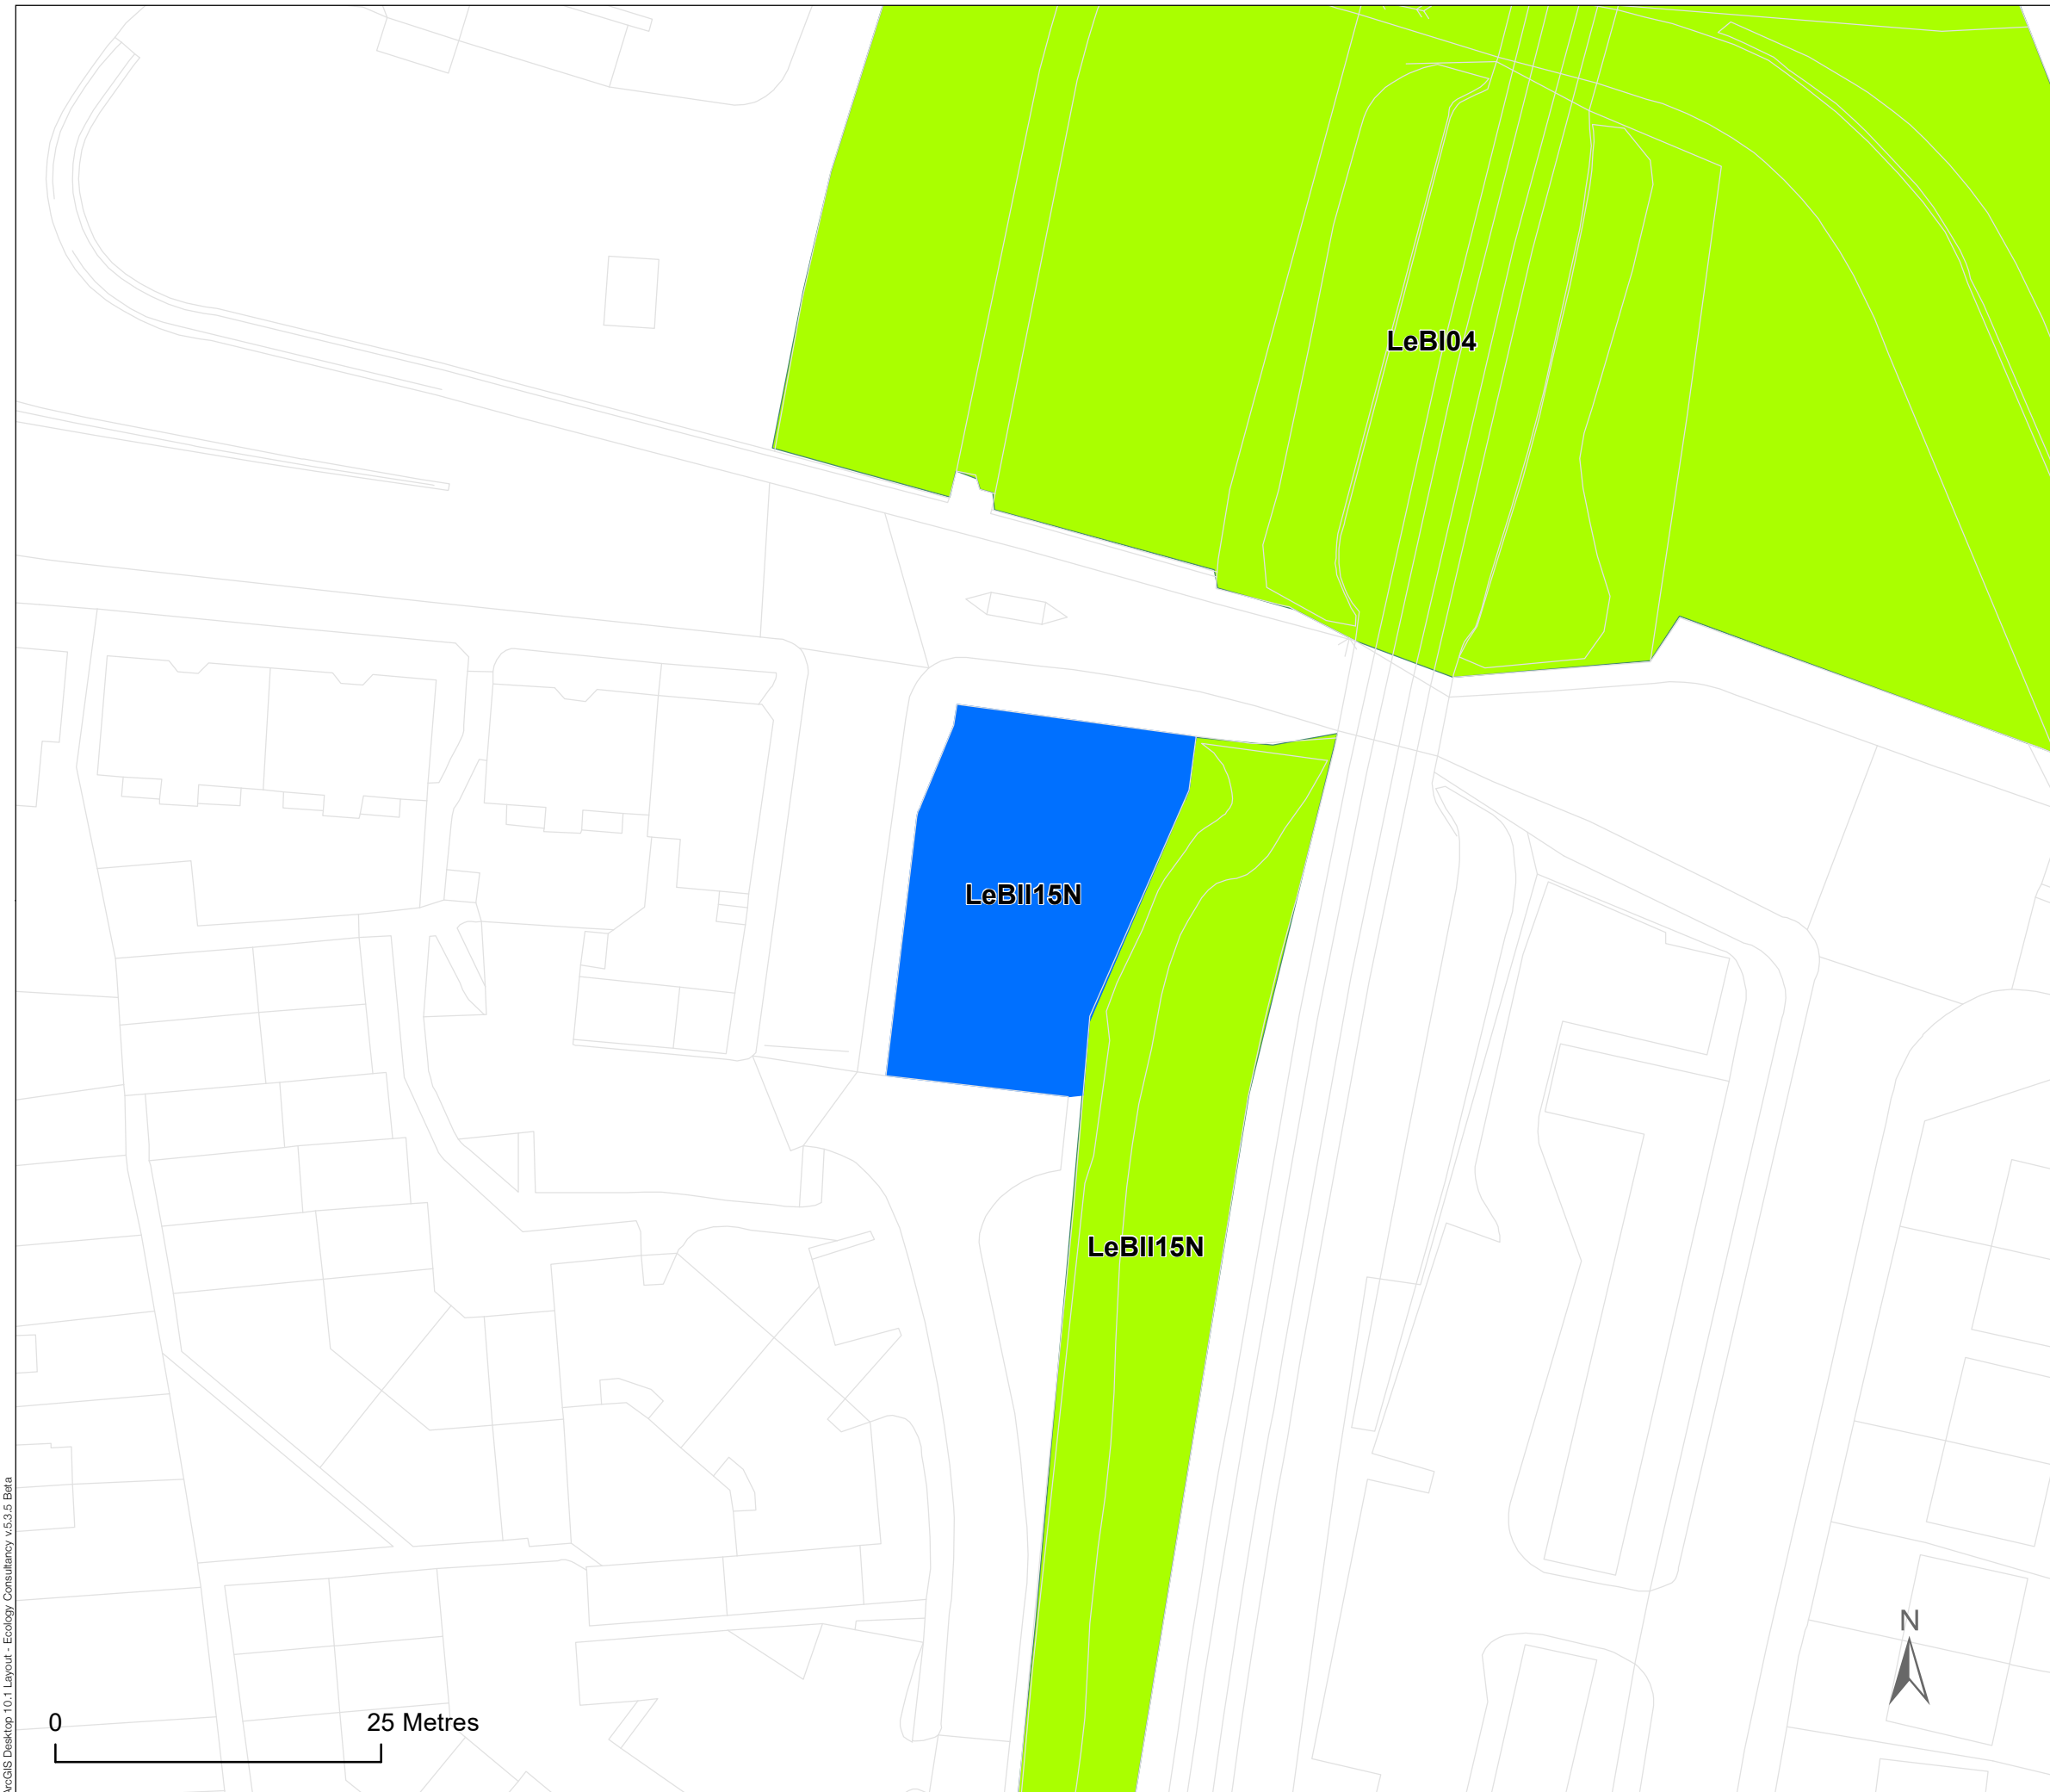 LeBI04
LeBII15N
LeBII15N
N
0 25 Metres
ArcGIS Desktop 10.1 Layout - Ecology Consultancy v.5.3.5 Beta